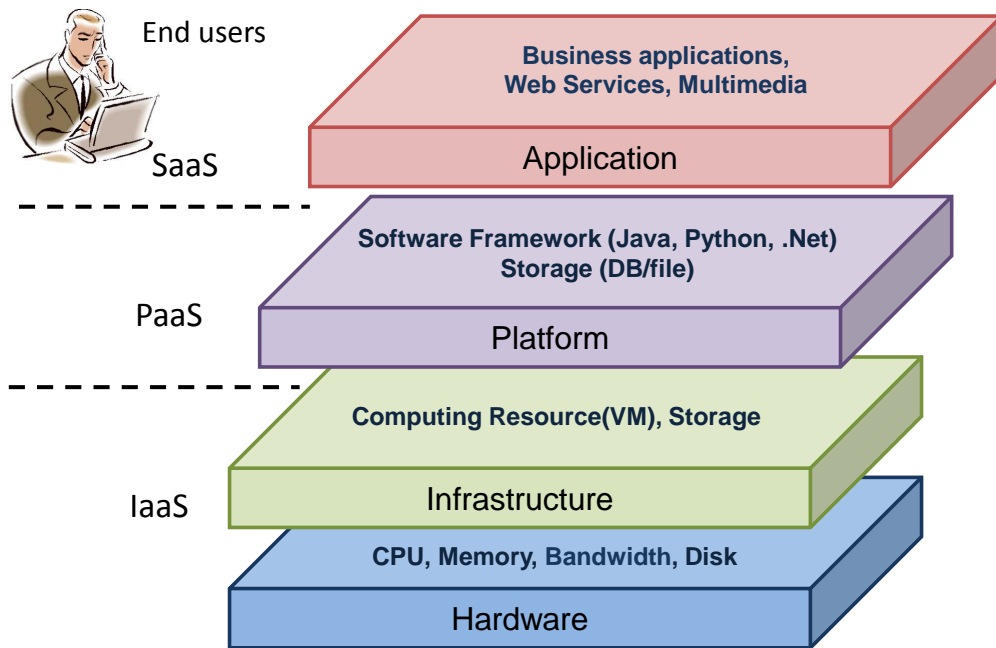 End users
Business applications,
Web Services, Multimedia
Application
SaaS
Software Framework (Java, Python, .Net)
Storage (DB/file)
PaaS
Platform
Computing Resource(VM), Storage
Infrastructure
IaaS
CPU, Memory, Bandwidth, Disk
Hardware